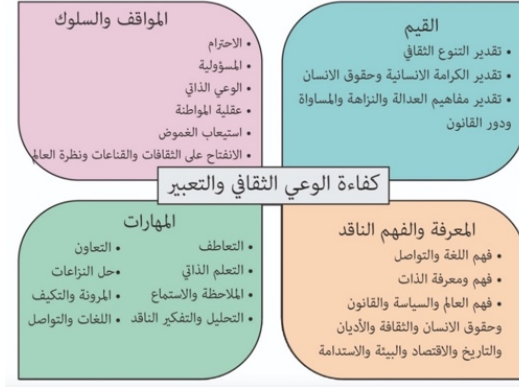 القيم
• تقدير التنوع الثقافي
• تقدير الكرامة الانسانية وحقوق الانسان
• تقدير مفاهيم العدالة والنزاهة والمساواة
ودور القانون
المواقف والسلوك
• الاحترام
• المسؤولية
• الوعي الذاتي
• عقلية المواطنة
• استيعاب الغموض
• الانفتاح على الثقافات والقناعات ونظرة العالم
كفاءة الوعي الثقافي والتعبير
المعرفة والفهم الناقد
• فهم اللغة والتواصل
• فهم ومعرفة الذات
• فهم العالم والسياسة والقانون
وحقوق الانسان والثقافة والأديان
والتاريخ والاقتصاد والبيئة والاستدامة
المهارات
• التعاطف
• التعلم الذاتي
• الملاحظة والاستماع
• التحليل والتفكير الناقد
• التعاون
• حل النزاعات
• المرونة والتكيف
• اللغات والتواصل